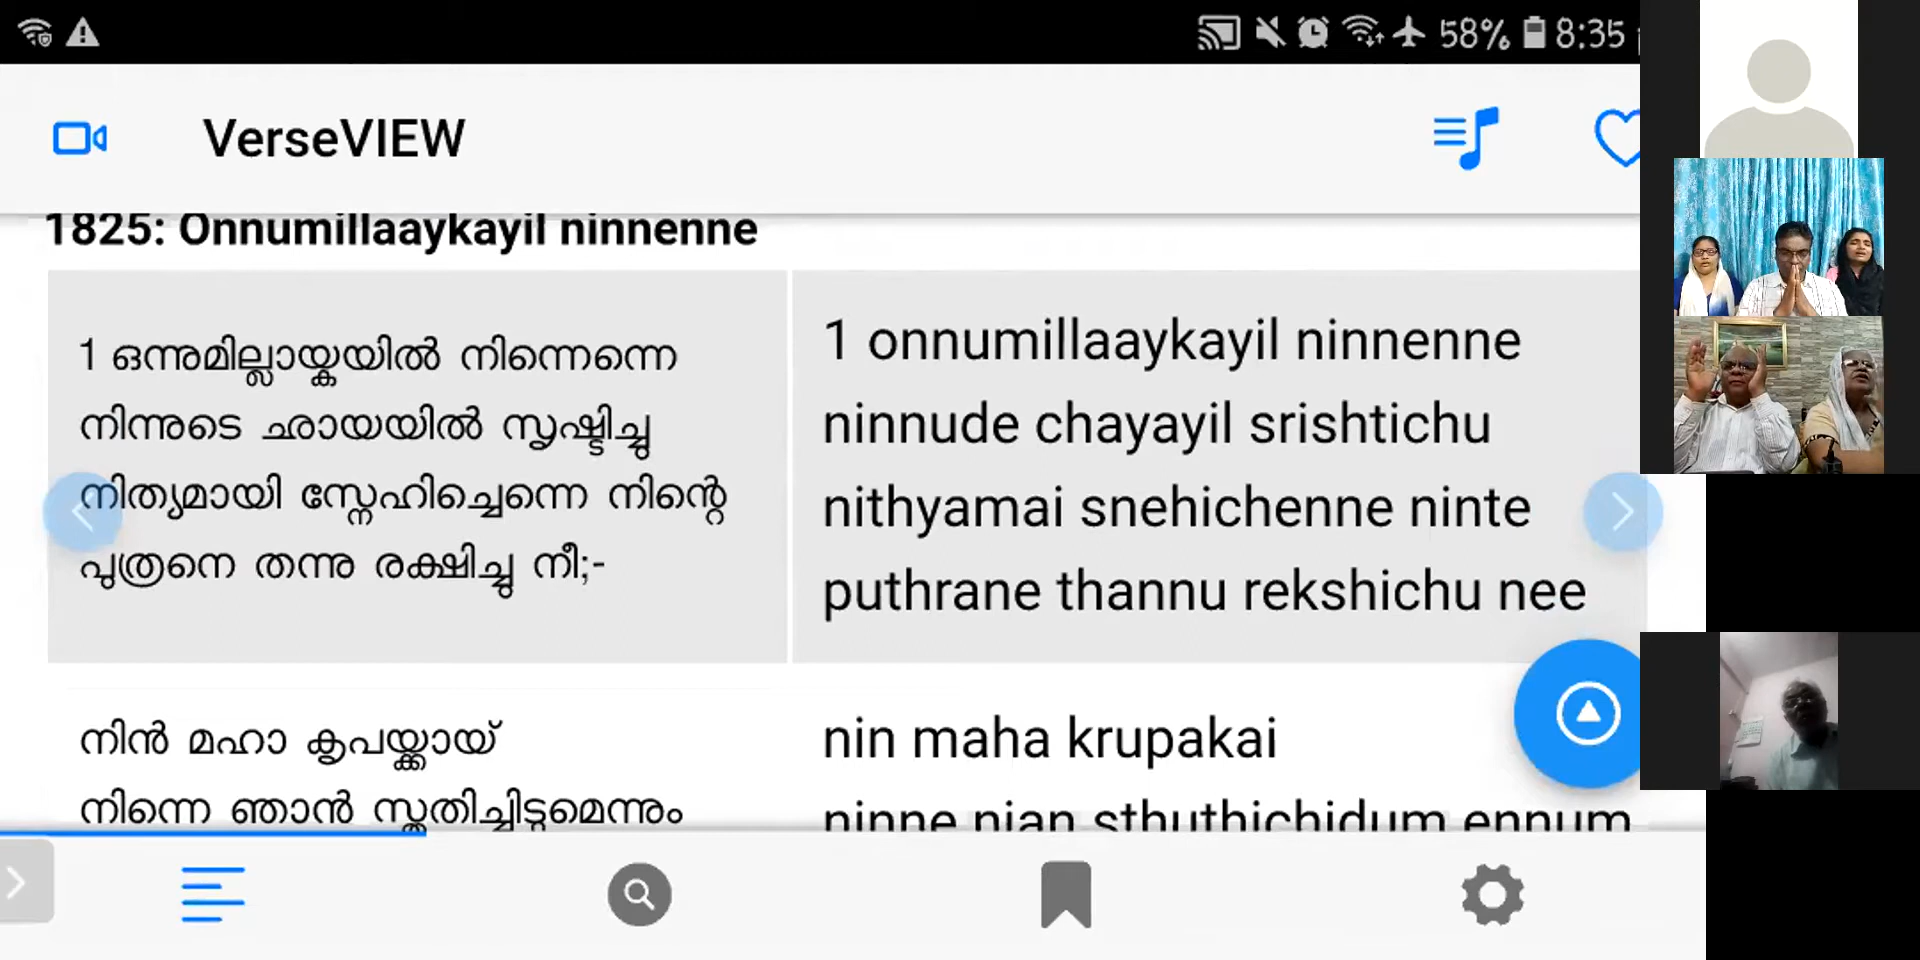 58% 8:35
VerseVIEW
1825: Onnumillaaykayil ninnenne
1 ഒന്നുമില്ലായ്കയിൽ നിന്നെന്നെ
നിന്നുടെ ഛായയിൽ സൃഷ്ടിച്ചു
നിത്യമായി സ്നേഹിച്ചെന്നെ നിന്റെ
പുത്രനെ തന്നു രക്ഷിച്ചു നീ;-
1 onnumillaaykayil ninnenne
ninnude chayayil srishtichu
nithyamai snehichenne ninte
puthrane thannu rekshichu nee
നിൻ മഹാ കൃപയ്ക്കായ്
നിന്നെ ഞാൻ സ്തുതിച്ചിടുമെന്നും
nin maha krupakai
ninne njan sthuthichidum ennum